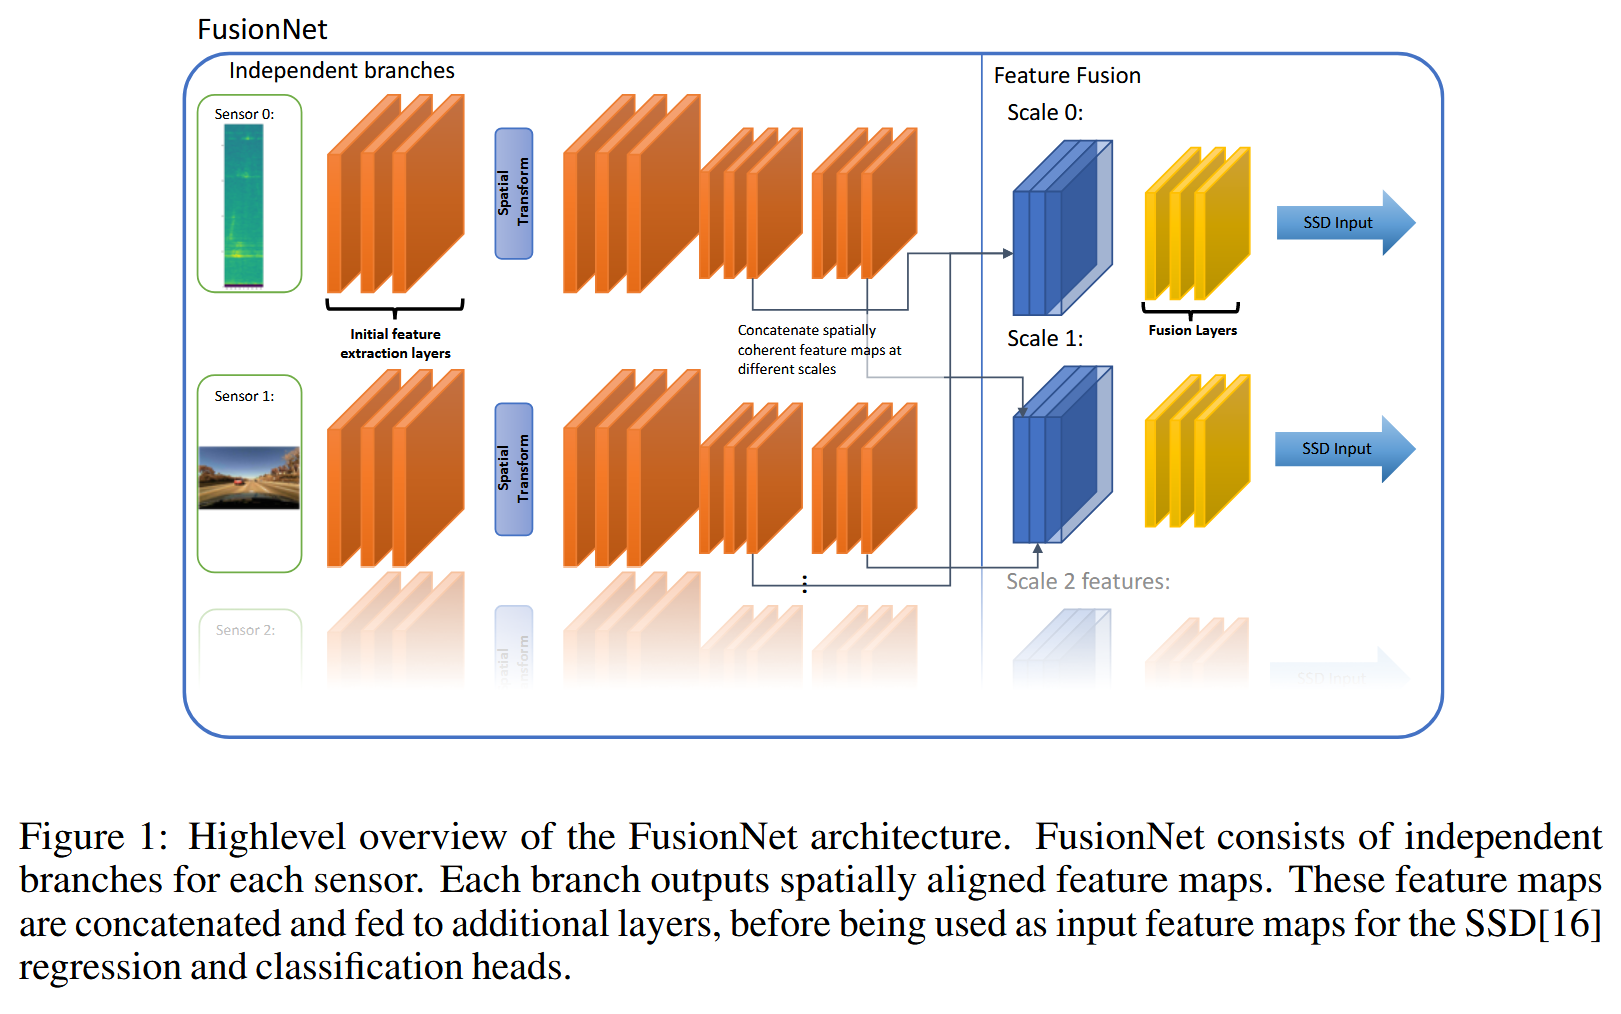 FusionNet
Independent branches
Feature Fusion
Sensor 0:
Spatial
Transform
Initial feature
extraction layers
Concatenate spatially
coherent feature maps at
different scales
Scale 0:
Fusion Layers
SSD Input
Sensor 1:
Spatial
Transform
Scale 1:
SSD Input
⋮
Sensor 2:
Scale 2 features:
SSD Input
Figure 1: Highlevel overview of the FusionNet architecture. FusionNet consists of independent
branches for each sensor. Each branch outputs spatially aligned feature maps. These feature maps
are concatenated and fed to additional layers, before being used as input feature maps for the SSD[16]
regression and classification heads.